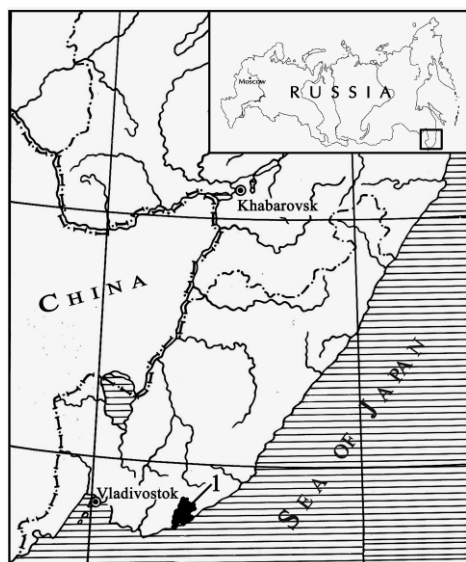 Moscow
RUSSIA
Khabarovsk
CHINA
SEA OF JAPAN
1
Vladivostok